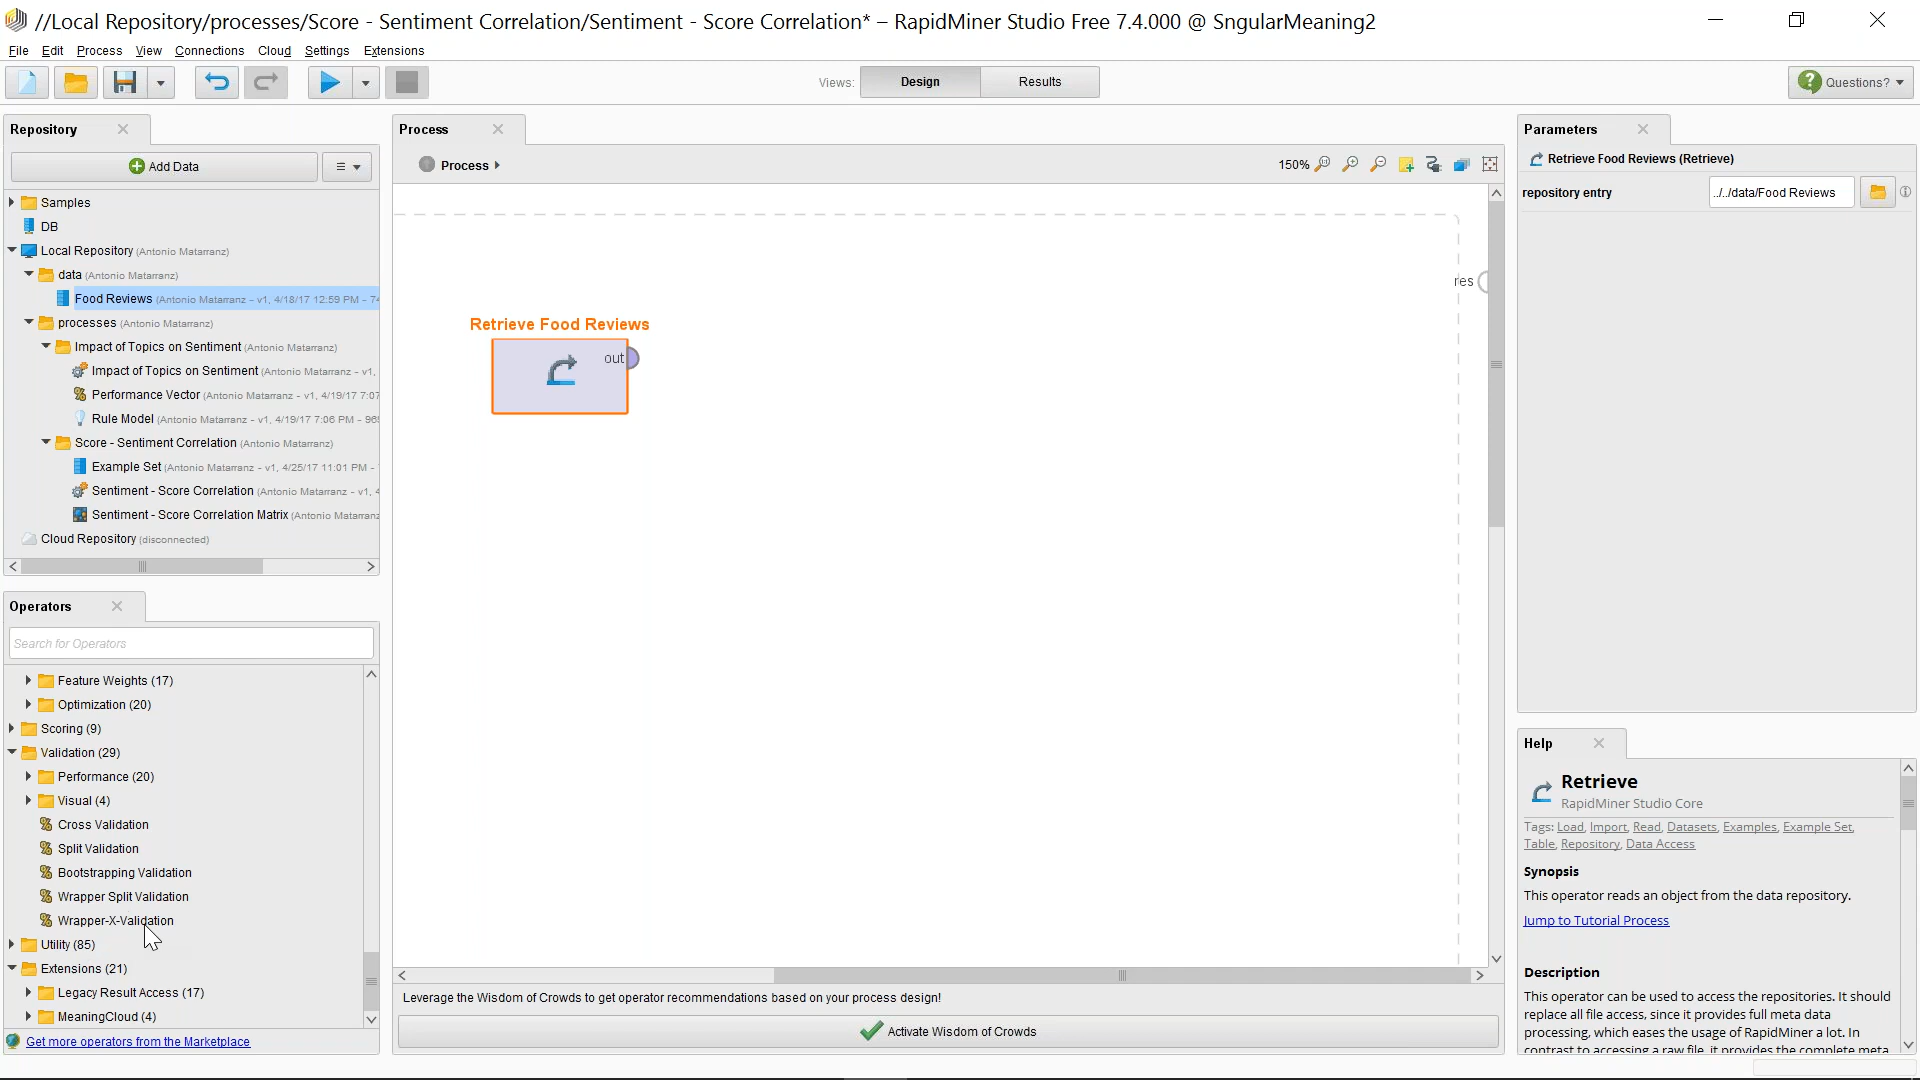 //Local Repository/processes/Score - Sentiment Correlation/Sentiment - Score Correlation* – RapidMiner Studio Free 7.4.000 @ SngularMeaning2
File Edit Process View Connections Cloud Settings Extensions
Views: Design Results
Questions?
Repository
Add Data
Samples
DB
Local Repository (Antonio Matarranz)
data (Antonio Matarranz)
Food Reviews (Antonio Matarranz - v1, 4/18/17 12:59 PM - 74
processes (Antonio Matarranz)
Impact of Topics on Sentiment (Antonio Matarranz)
Impact of Topics on Sentiment (Antonio Matarranz - v1,
Performance Vector (Antonio Matarranz - v1, 4/19/17 7:07
Rule Model (Antonio Matarranz - v1, 4/19/17 7:06 PM - 96
Score - Sentiment Correlation (Antonio Matarranz)
Example Set (Antonio Matarranz - v1, 4/25/17 11:01 PM -
Sentiment - Score Correlation (Antonio Matarranz - v1, 4
Sentiment - Score Correlation Matrix (Antonio Matarranz
Cloud Repository (disconnected)
Operators
Search for Operators
Feature Weights (17)
Optimization (20)
Scoring (9)
Validation (29)
Performance (20)
Visual (4)
Cross Validation
Split Validation
Bootstrapping Validation
Wrapper Split Validation
Wrapper-X-Validation
Utility (85)
Extensions (21)
Legacy Result Access (17)
MeaningCloud (4)
Get more operators from the Marketplace
Process
Process
150%
res
Retrieve Food Reviews
out
Leverage the Wisdom of Crowds to get operator recommendations based on your process design!
Activate Wisdom of Crowds
Parameters
Retrieve Food Reviews (Retrieve)
repository entry ../../data/Food Reviews
Help
Retrieve
RapidMiner Studio Core
Tags: Load, Import, Read, Datasets, Examples, Example Set,
Table, Repository, Data Access
Synopsis
This operator reads an object from the data repository.
Jump to Tutorial Process
Description
This operator can be used to access the repositories. It should
replace all file access, since it provides full meta data
processing, which eases the usage of RapidMiner a lot. In
contrast to accessing a raw file, it provides the complete meta